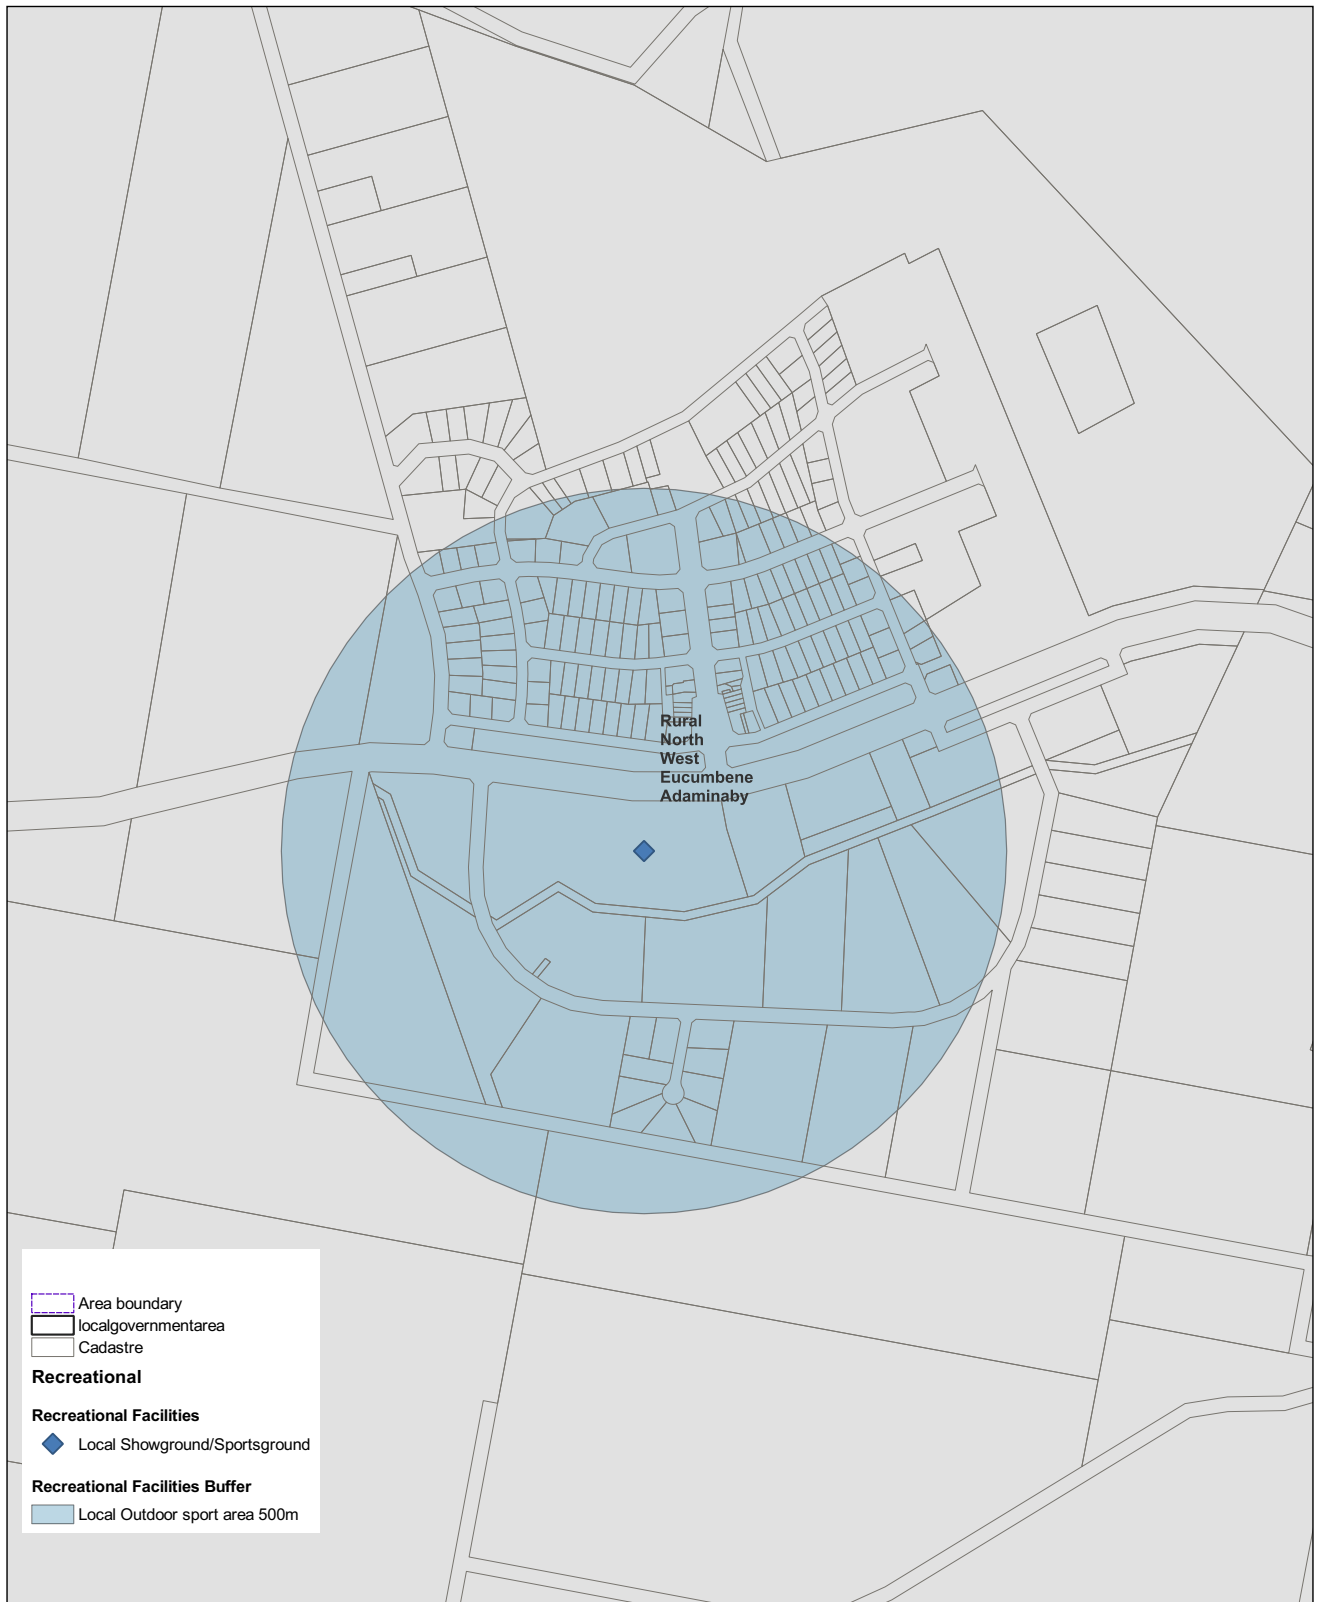 Rural
North
West
Eucumbene
Adaminaby
Area boundary
localgovernmentarea
Cadastre
Recreational
Recreational Facilities
Local Showground/Sportsground
Recreational Facilities Buffer
Local Outdoor sport area 500m